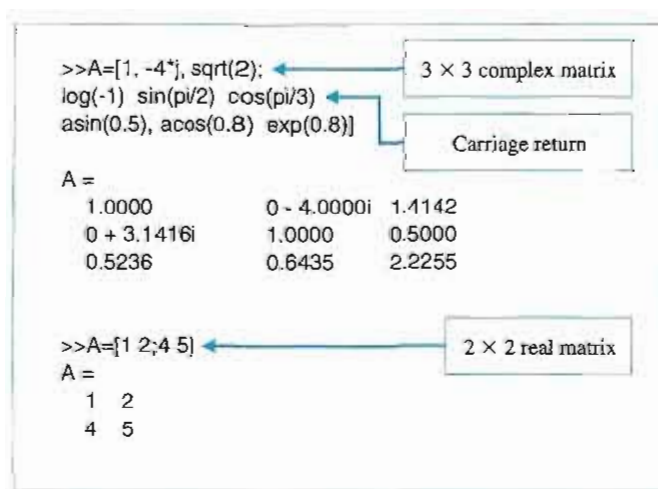 >>A=[1, -4*j, sqrt(2);
3 × 3 complex matrix
log(-1) sin(pi/2) cos(pi/3)
asin(0.5), acos(0.8) exp(0.8)]
Carriage return
A =
1.0000 0 - 4.0000i 1.4142
0 + 3.1416i 1.0000 0.5000
0.5236 0.6435 2.2255
>>A=[1 2;4 5]
2 × 2 real matrix
A =
1 2
4 5